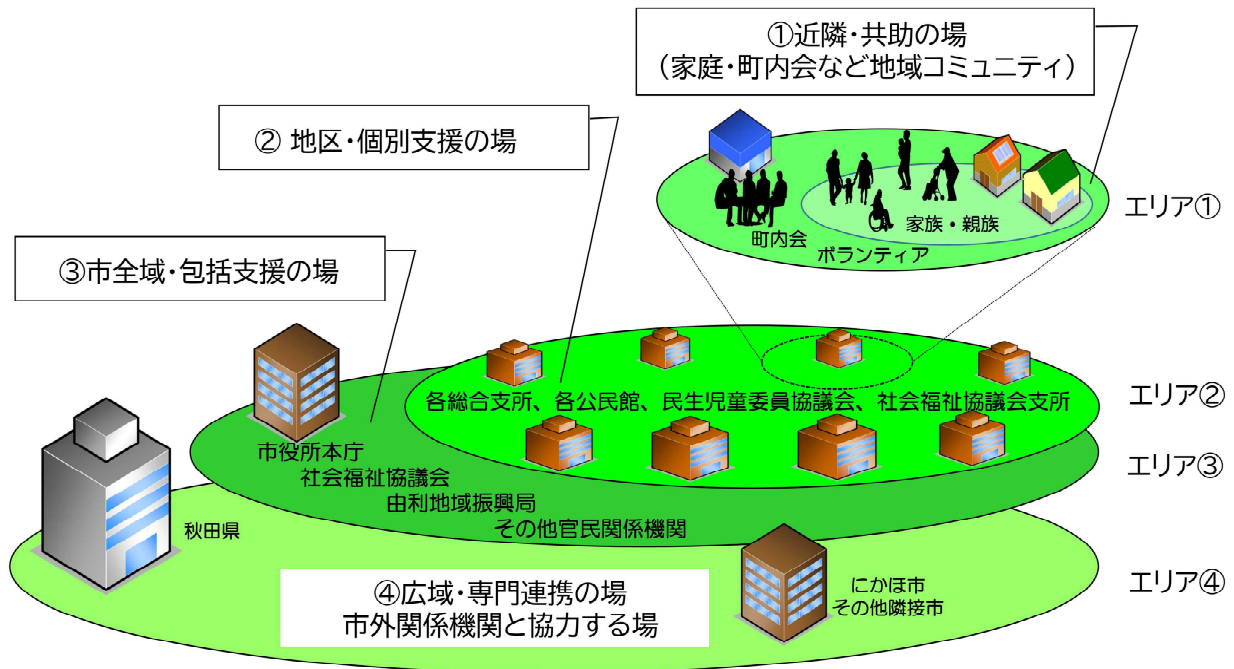 ①近隣・共助の場
（家庭・町内会など地域コミュニティ）
② 地区・個別支援の場
エリア①
家族・親族
町内会
ボランティア
③市全域・包括支援の場
各総合支所、各公民館、民生児童委員協議会、社会福祉協議会支所
エリア②
市役所本庁
社会福祉協議会
由利地域振興局
その他官民関係機関
エリア③
秋田県
④広域・専門連携の場
市外関係機関と協力する場
にかほ市
その他隣接市
エリア④